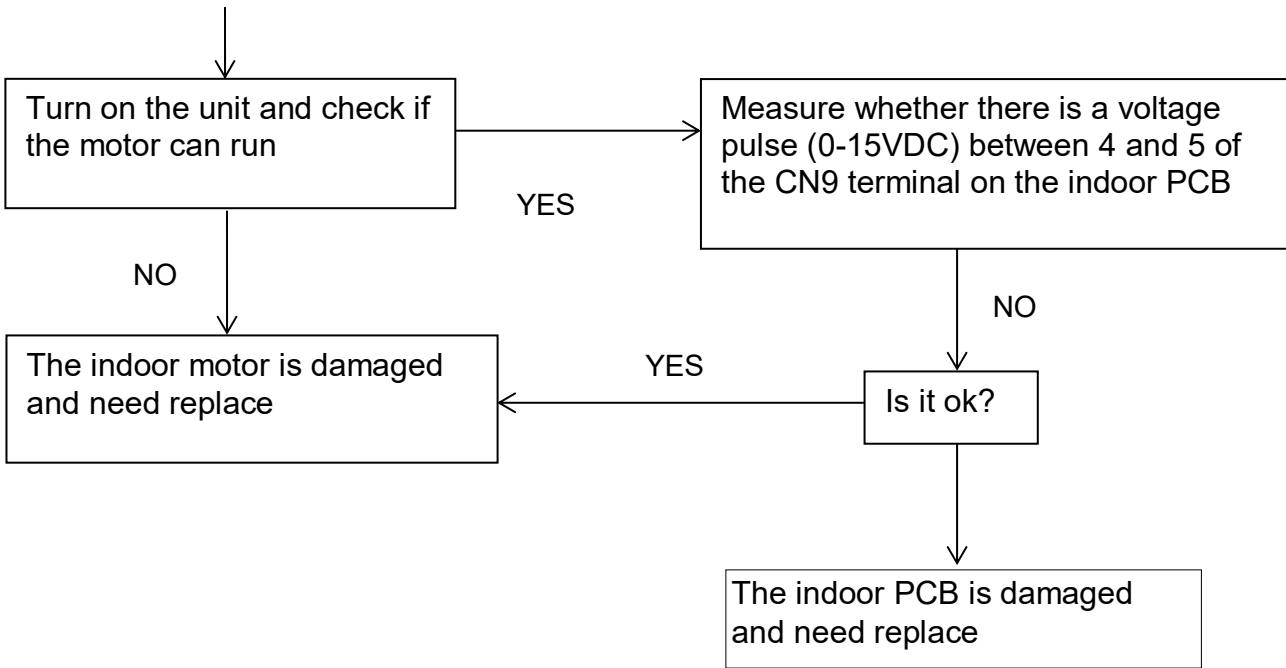 Turn on the unit and check if
the motor can run
YES
Measure whether there is a voltage
pulse (0-15VDC) between 4 and 5 of
the CN9 terminal on the indoor PCB
NO
NO
The indoor motor is damaged
and need replace
YES
Is it ok?
The indoor PCB is damaged
and need replace